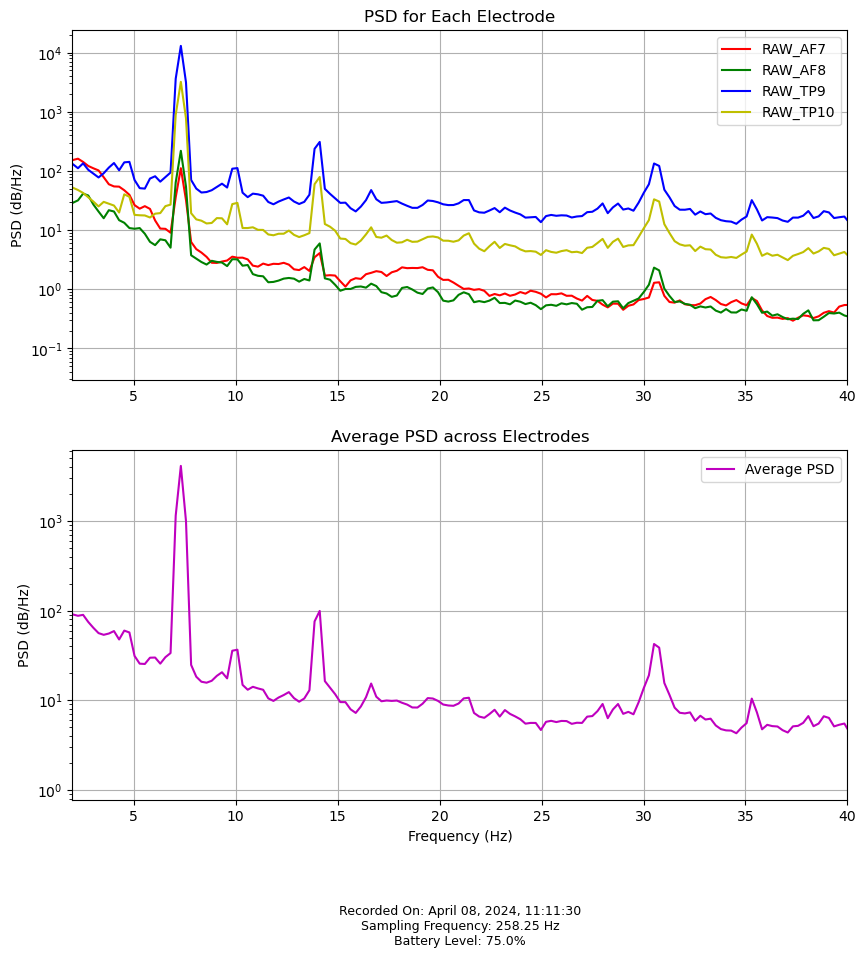 PSD for Each Electrode
PSD (dB/Hz)
10⁴
10³
10²
10¹
10⁰
10⁻¹
RAW_AF7
RAW_AF8
RAW_TP9
RAW_TP10
5 10 15 20 25 30 35 40
Average PSD across Electrodes
PSD (dB/Hz)
10³
10²
10¹
10⁰
Average PSD
5 10 15 20 25 30 35 40
Frequency (Hz)
Recorded On: April 08, 2024, 11:11:30
Sampling Frequency: 258.25 Hz
Battery Level: 75.0%